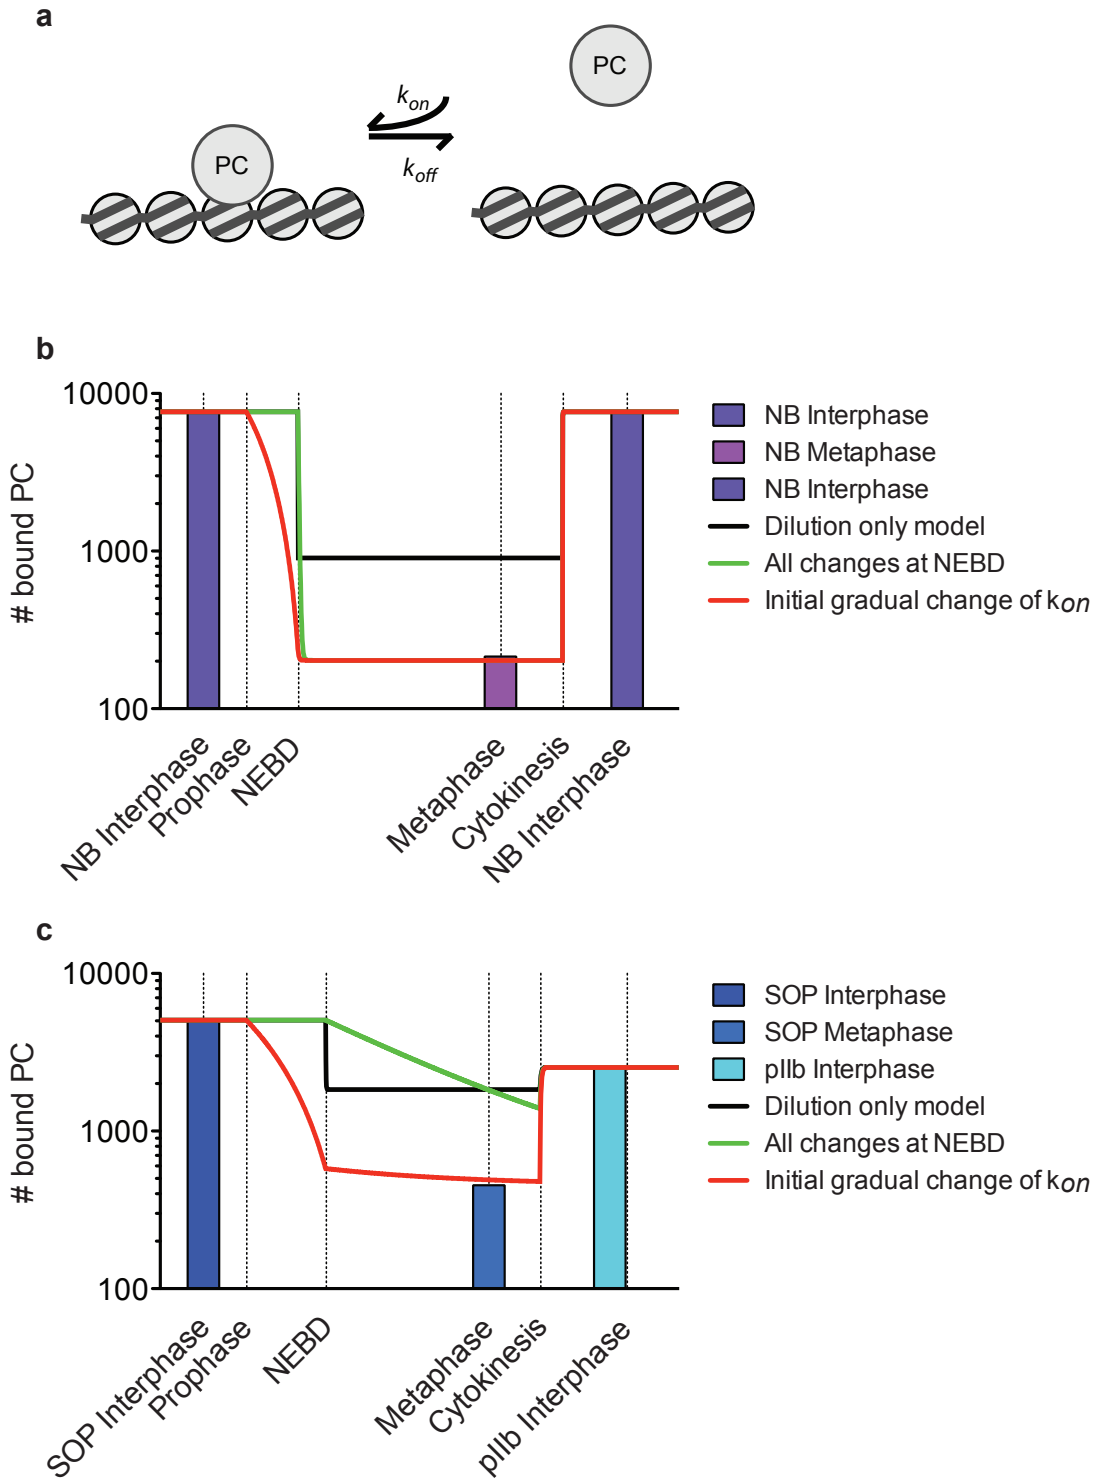 a
PC
k_on
PC
k_off
b
10000
1000
100
# bound PC
NB Interphase
Prophase
NEBD
Metaphase
Cytokinesis
NB Interphase
NB Interphase
NB Metaphase
NB Interphase
Dilution only model
All changes at NEBD
Initial gradual change of kon
c
10000
1000
100
# bound PC
SOP Interphase
Prophase
NEBD
Metaphase
Cytokinesis
pIIb Interphase
SOP Interphase
SOP Metaphase
pIIb Interphase
Dilution only model
All changes at NEBD
Initial gradual change of kon